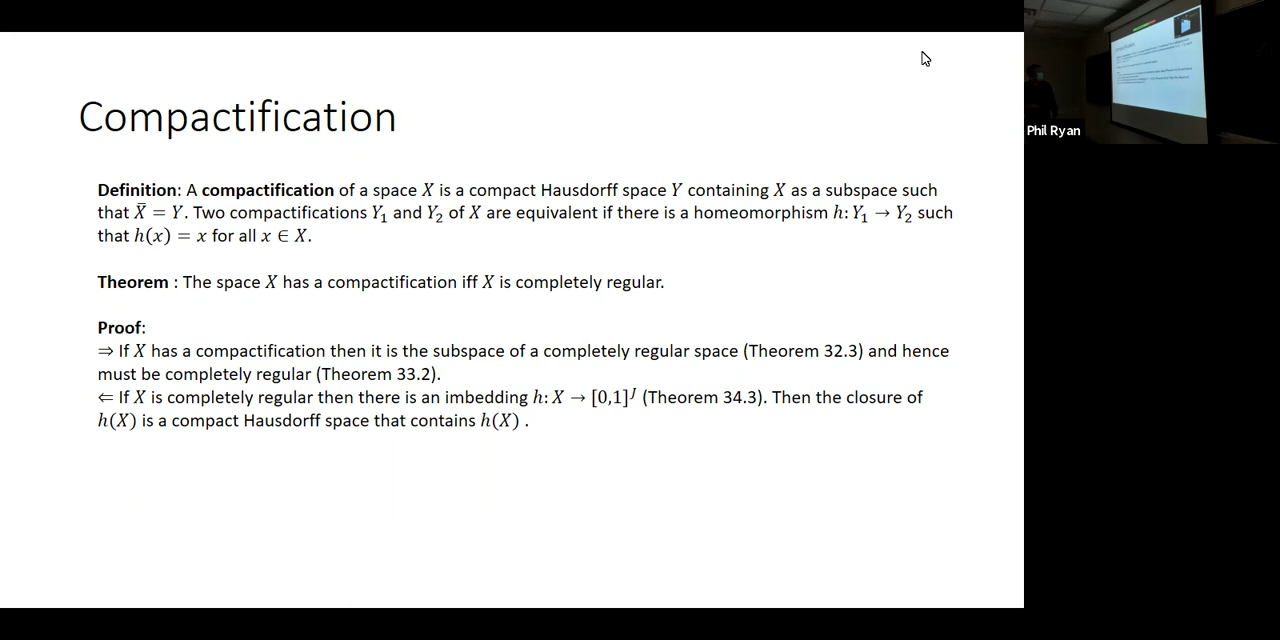 Compactification
Definition: A compactification of a space X is a compact Hausdorff space Y containing X as a subspace such
that X̄ = Y. Two compactifications Y₁ and Y₂ of X are equivalent if there is a homeomorphism h: Y₁ → Y₂ such
that h(x) = x for all x ∈ X.
Theorem : The space X has a compactification iff X is completely regular.
Proof:
⇒ If X has a compactification then it is the subspace of a completely regular space (Theorem 32.3) and hence
must be completely regular (Theorem 33.2).
⇐ If X is completely regular then there is an imbedding h: X → [0,1]ᴶ (Theorem 34.3). Then the closure of
h(X) is a compact Hausdorff space that contains h(X) .
Phil Ryan